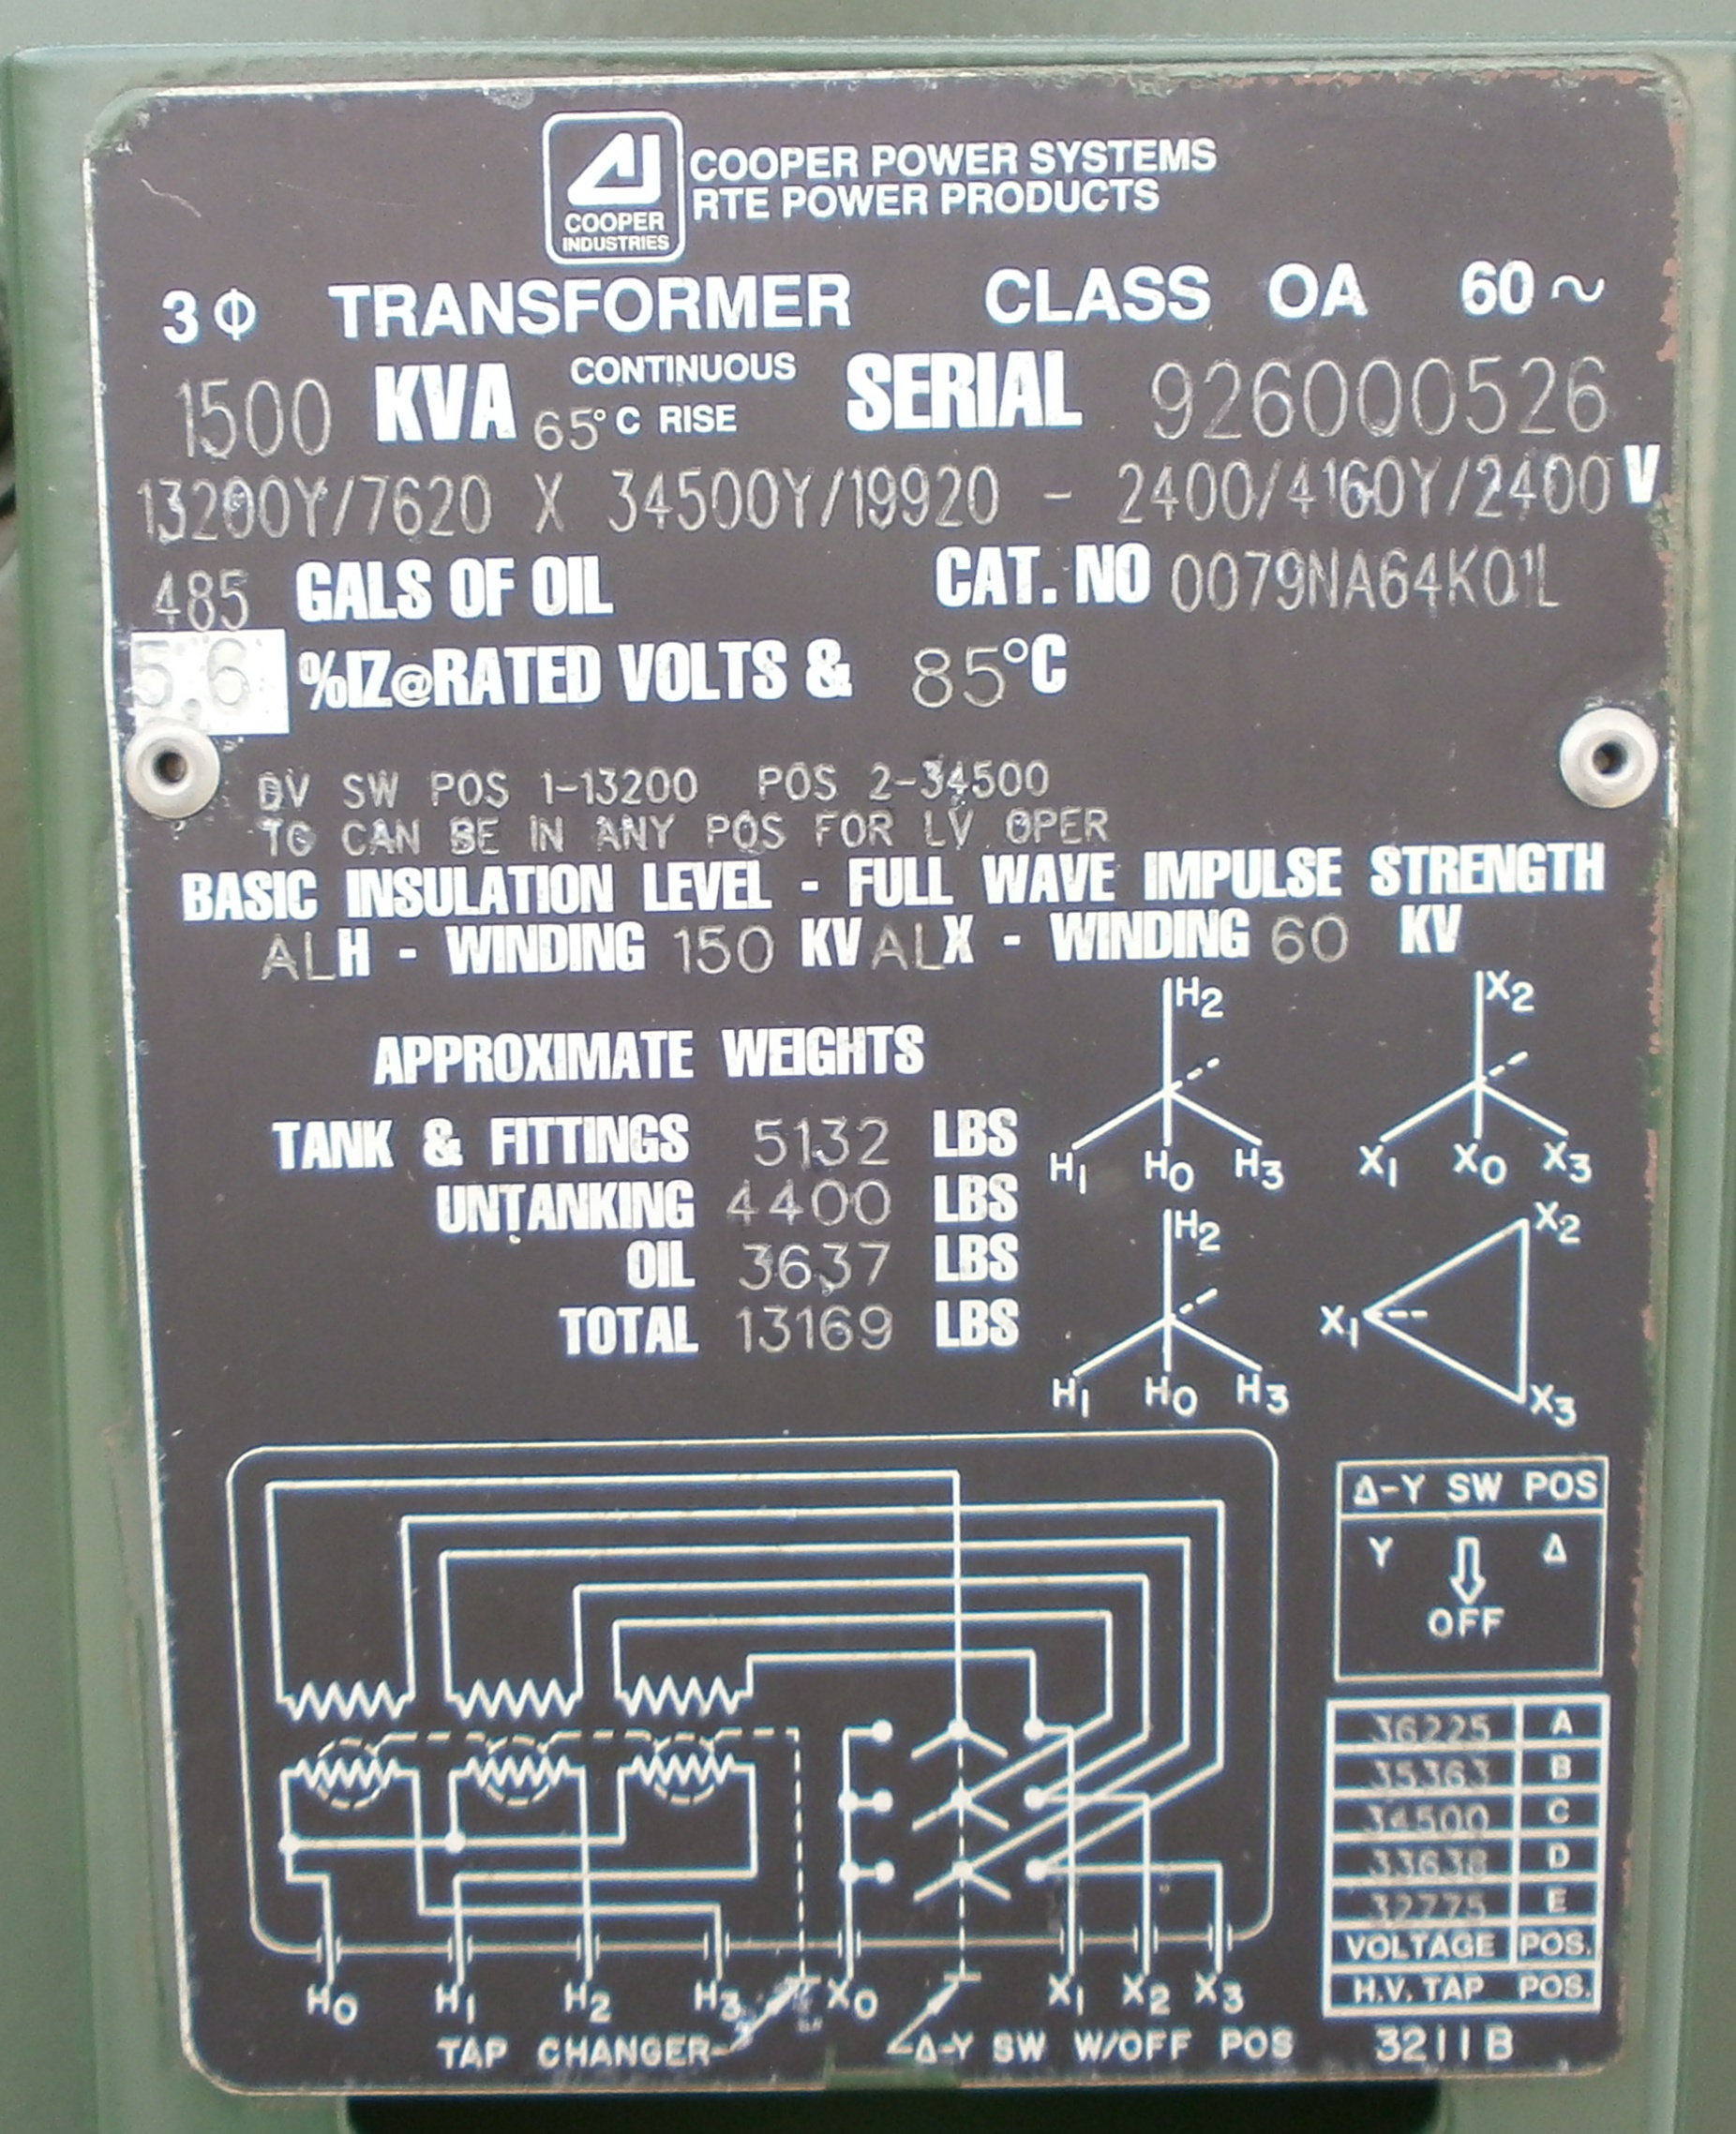 COOPER
INDUSTRIES
COOPER POWER SYSTEMS
RTE POWER PRODUCTS
3Φ TRANSFORMER CLASS OA 60~
1500 KVA CONTINUOUS 65°C RISE SERIAL 926000526
13200Y/7620 X 34500Y/19920 - 2400/4160Y/2400 V
485 GALS OF OIL CAT. NO 0079NA64K01L
5.6 %IZ@RATED VOLTS & 85°C
DV SW POS 1-13200 POS 2-34500
TC CAN BE IN ANY POS FOR LV OPER
BASIC INSULATION LEVEL - FULL WAVE IMPULSE STRENGTH
AL H - WINDING 150 KV AL X - WINDING 60 KV
APPROXIMATE WEIGHTS
TANK & FITTINGS 5132 LBS
UNTANKING 4400 LBS
OIL 3637 LBS
TOTAL 13169 LBS
H2 X2
H1 H0 H3 X1 X0 X3
H2 X2
X1
H1 H0 H3 X3
Δ-Y SW POS
Y Δ
OFF
36225 A
35363 B
34500 C
33638 D
32775 E
VOLTAGE POS.
H.V. TAP POS.
H0 H1 H2 H3 X0 X1 X2 X3
TAP CHANGER Δ-Y SW W/OFF POS 3211B